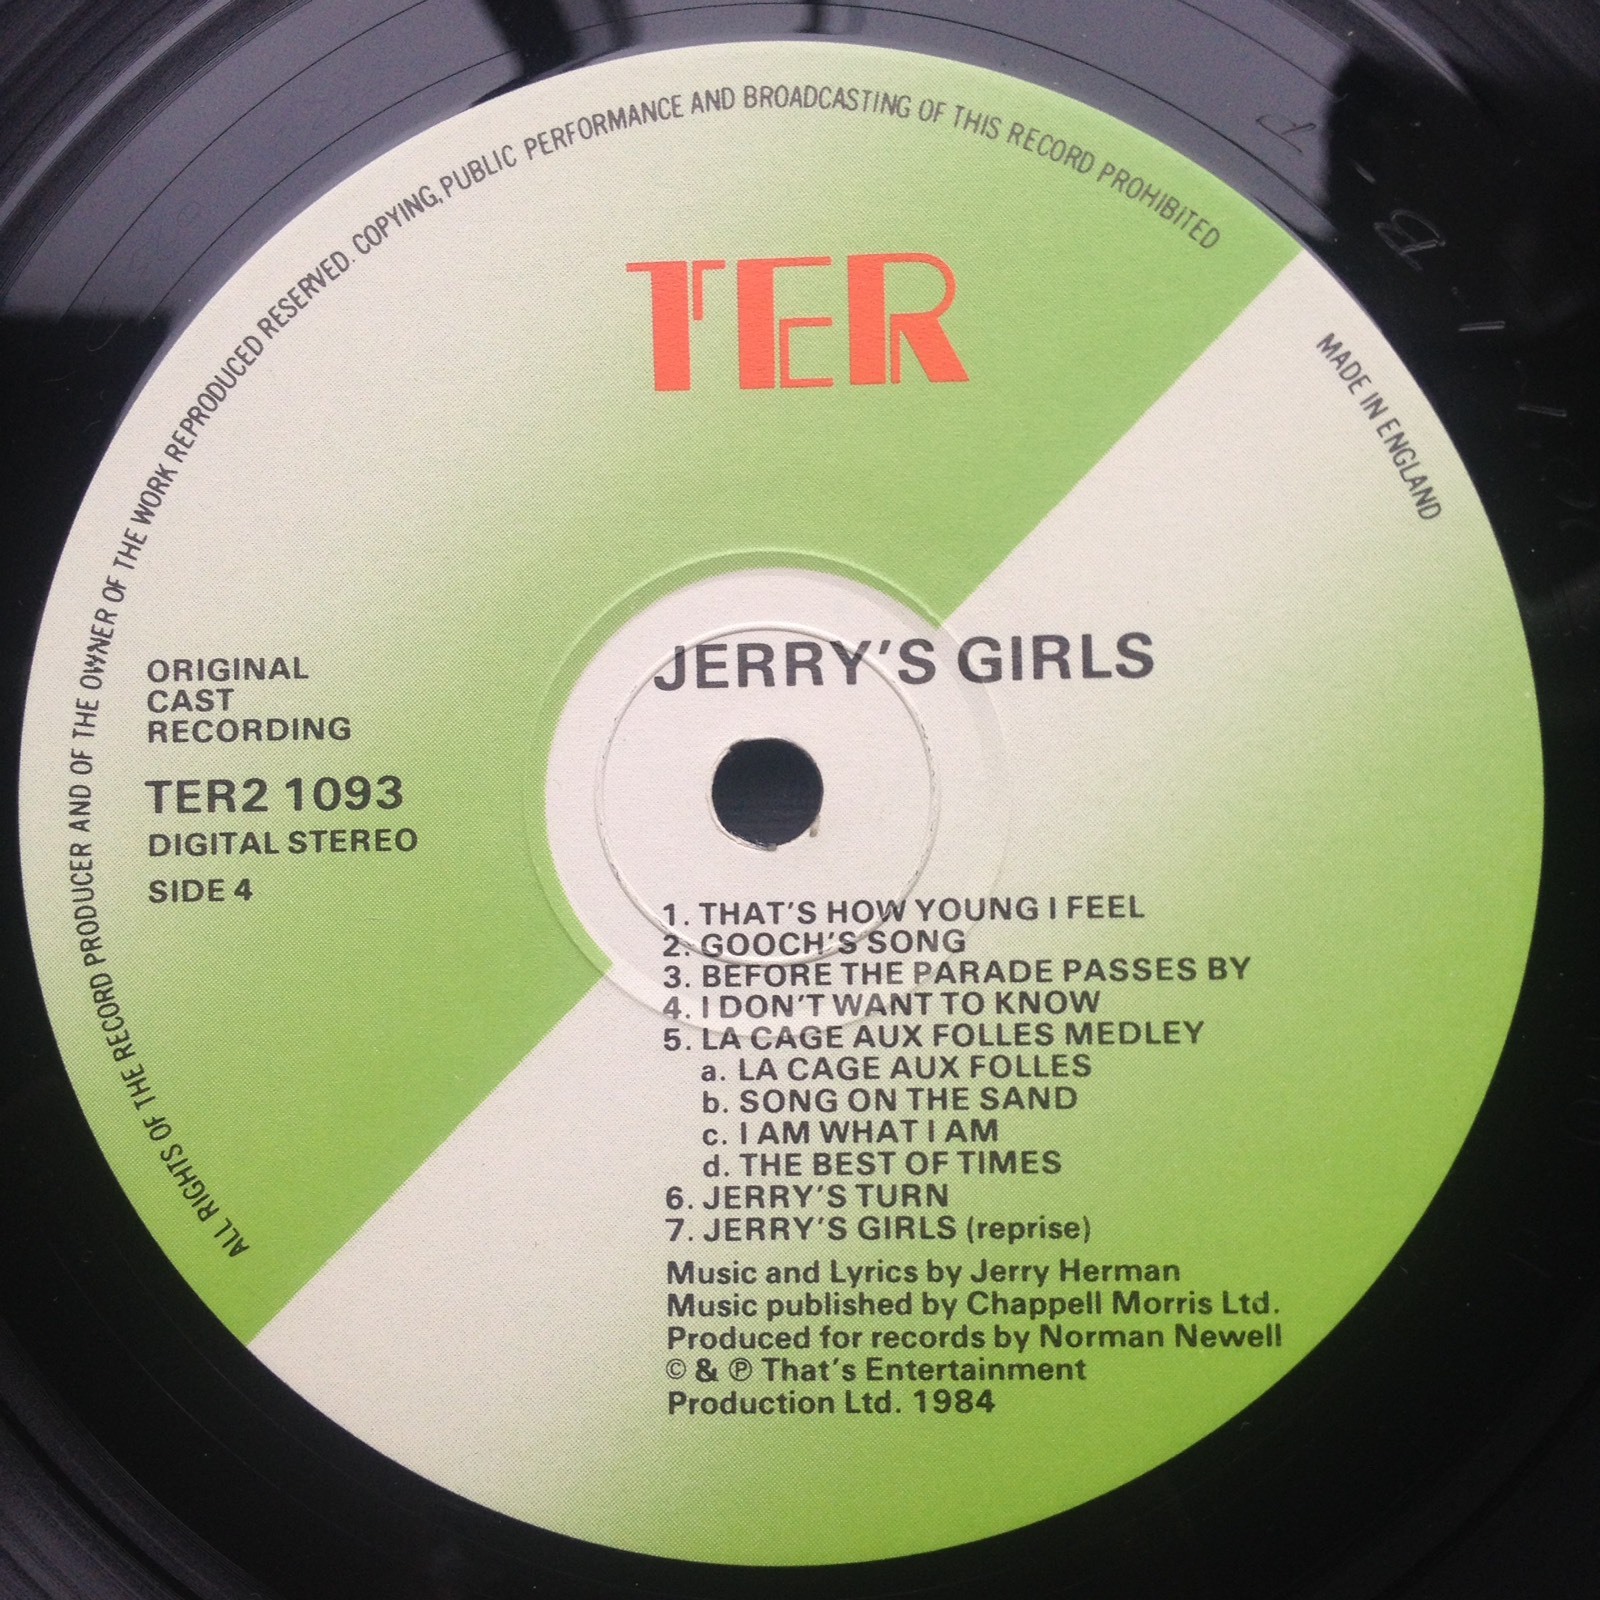 ALL RIGHTS OF THE RECORD PRODUCER AND OF THE OWNER OF THE WORK REPRODUCED RESERVED. COPYING, PUBLIC PERFORMANCE AND BROADCASTING OF THIS RECORD PROHIBITED
MADE IN ENGLAND
TER
JERRY'S GIRLS
ORIGINAL
CAST
RECORDING
TER2 1093
DIGITAL STEREO
SIDE 4
1. THAT'S HOW YOUNG I FEEL
2. GOOCH'S SONG
3. BEFORE THE PARADE PASSES BY
4. I DON'T WANT TO KNOW
5. LA CAGE AUX FOLLES MEDLEY
a. LA CAGE AUX FOLLES
b. SONG ON THE SAND
c. I AM WHAT I AM
d. THE BEST OF TIMES
6. JERRY'S TURN
7. JERRY'S GIRLS (reprise)
Music and Lyrics by Jerry Herman
Music published by Chappell Morris Ltd.
Produced for records by Norman Newell
© & ℗ That's Entertainment
Production Ltd. 1984